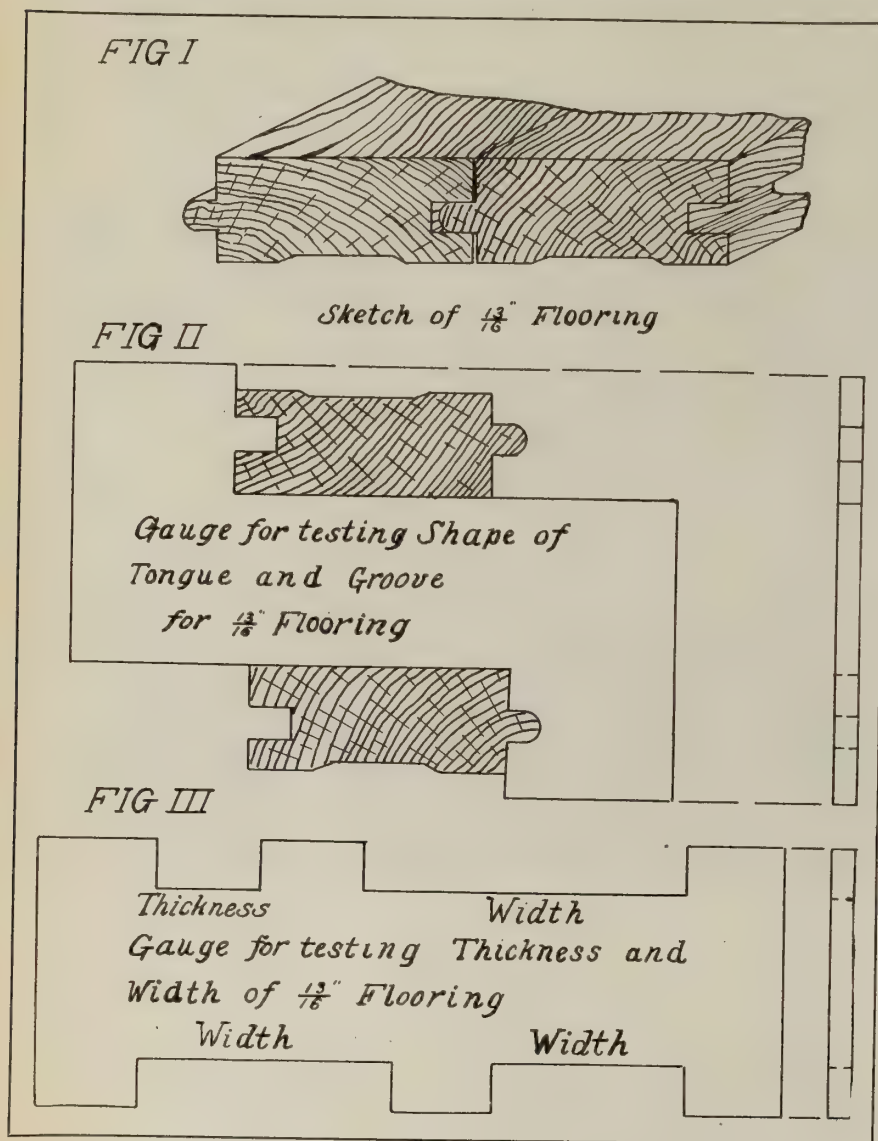 FIG I
Sketch of 13/16" Flooring
FIG II
Gauge for testing Shape of
Tongue and Groove
for 13/16" Flooring
FIG III
Thickness Width
Gauge for testing Thickness and
Width of 13/16" Flooring
Width Width